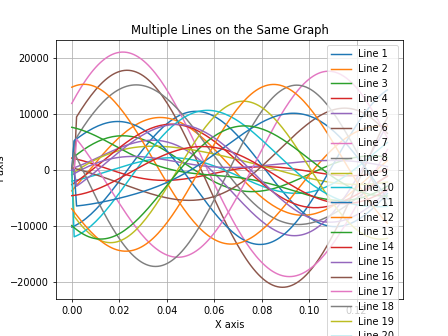 Multiple Lines on the Same Graph
20000
10000
0
−10000
−20000
0.00 0.02 0.04 0.06 0.08 0.10
X axis
axis
Line 1
Line 2
Line 3
Line 4
Line 5
Line 6
Line 7
Line 8
Line 9
Line 10
Line 11
Line 12
Line 13
Line 14
Line 15
Line 16
Line 17
Line 18
Line 19
Line 20